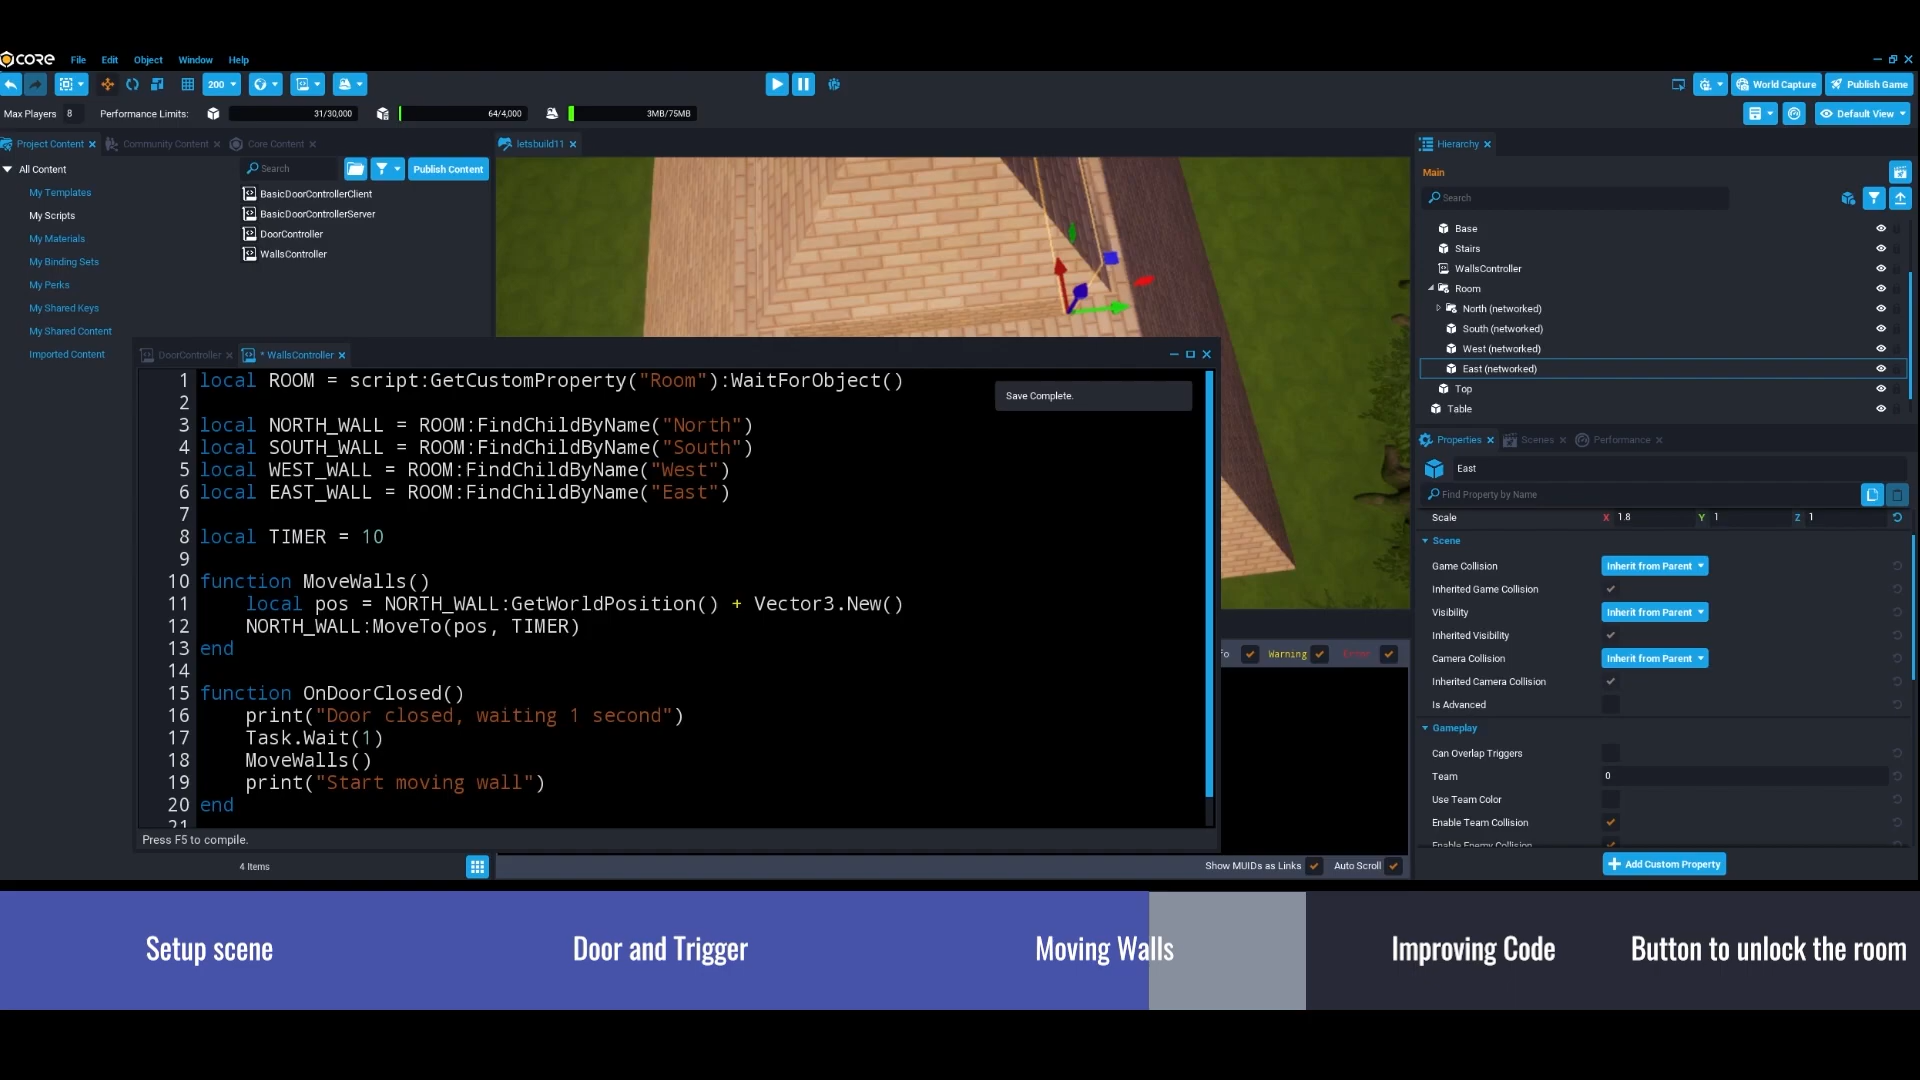 CORE File Edit Object Window Help
200 World Capture Publish Game
Max Players 8 Performance Limits: 31/30,000 64/4,000 3MB/75MB Default View
Project Content Community Content Core Content letsbuild11 Hierarchy
All Content Search Publish Content Main
My Templates
My Scripts
My Materials
My Binding Sets
My Perks
My Shared Keys
My Shared Content
Imported Content
BasicDoorControllerClient
BasicDoorControllerServer
DoorController
WallsController
Search
Base
Stairs
WallsController
Room
North (networked)
South (networked)
West (networked)
East (networked)
Top
Table
DoorController * WallsController
1 local ROOM = script:GetCustomProperty("Room"):WaitForObject()
2
3 local NORTH_WALL = ROOM:FindChildByName("North")
4 local SOUTH_WALL = ROOM:FindChildByName("South")
5 local WEST_WALL = ROOM:FindChildByName("West")
6 local EAST_WALL = ROOM:FindChildByName("East")
7
8 local TIMER = 10
9
10 function MoveWalls()
11 local pos = NORTH_WALL:GetWorldPosition() + Vector3.New()
12 NORTH_WALL:MoveTo(pos, TIMER)
13 end
14
15 function OnDoorClosed()
16 print("Door closed, waiting 1 second")
17 Task.Wait(1)
18 MoveWalls()
19 print("Start moving wall")
20 end
21
Save Complete.
Press F5 to compile.
4 Items
Warning Error
Show MUIDs as Links Auto Scroll
Properties Scenes Performance
East
Find Property by Name
Scale X 1.8 Y 1 Z 1
Scene
Game Collision Inherit from Parent
Inherited Game Collision
Visibility Inherit from Parent
Inherited Visibility
Camera Collision Inherit from Parent
Inherited Camera Collision
Is Advanced
Gameplay
Can Overlap Triggers
Team 0
Use Team Color
Enable Team Collision
Enable Enemy Collision
Add Custom Property
Setup scene Door and Trigger Moving Walls Improving Code Button to unlock the room